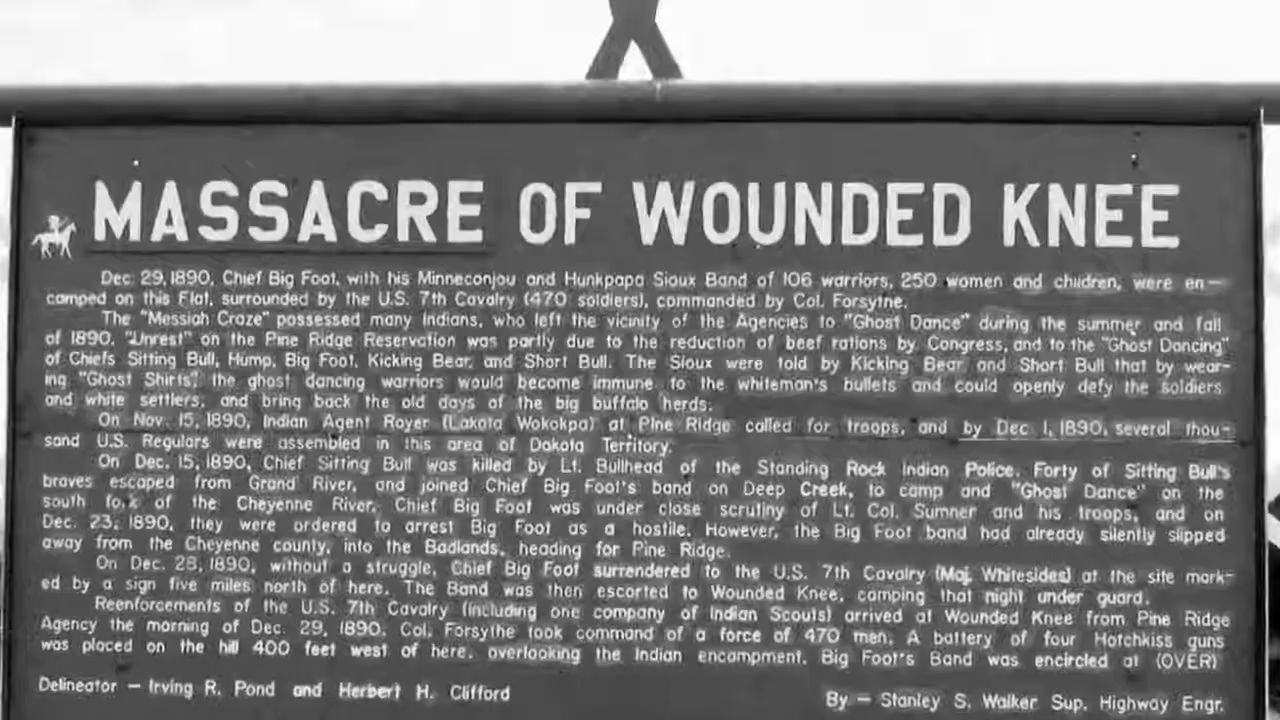 MASSACRE OF WOUNDED KNEE
Dec. 29, 1890, Chief Big Foot, with his Minneconjou and Hunkpapa Sioux Band of 106 warriors, 250 women and children, were en—
camped on this Flat, surrounded by the U.S. 7th Cavalry (470 soldiers), commanded by Col. Forsythe.
The "Messiah Craze" possessed many Indians, who left the vicinity of the Agencies to "Ghost Dance" during the summer and fall
of 1890. "Unrest" on the Pine Ridge Reservation was partly due to the reduction of beef rations by Congress, and to the "Ghost Dancing"
of Chiefs Sitting Bull, Hump, Big Foot, Kicking Bear, and Short Bull. The Sioux were told by Kicking Bear and Short Bull that by wear-
ing "Ghost Shirts," the ghost dancing warriors would become immune to the whiteman's bullets and could openly defy the soldiers
and white settlers, and bring back the old days of the big buffalo herds.
On Nov. 15, 1890, Indian Agent Royer (Lakota Wokokpa) at Pine Ridge called for troops, and by Dec. 1, 1890, several thou-
sand U.S. Regulars were assembled in this area of Dakota Territory.
On Dec. 15, 1890, Chief Sitting Bull was killed by Lt. Bullhead of the Standing Rock Indian Police. Forty of Sitting Bull's
braves escaped from Grand River, and joined Chief Big Foot's band on Deep Creek, to camp and "Ghost Dance" on the
south fork of the Cheyenne River. Chief Big Foot was under close scrutiny of Lt. Col. Sumner and his troops, and on
Dec. 23, 1890, they were ordered to arrest Big Foot as a hostile. However, the Big Foot band had already silently slipped
away from the Cheyenne county, into the Badlands, heading for Pine Ridge.
On Dec. 28, 1890, without a struggle, Chief Big Foot surrendered to the U.S. 7th Cavalry (Maj. Whitesides) at the site mark-
ed by a sign five miles north of here. The Band was then escorted to Wounded Knee, camping that night under guard.
Reenforcements of the U.S. 7th Cavalry (including one company of Indian Scouts) arrived at Wounded Knee from Pine Ridge
Agency the morning of Dec. 29, 1890. Col. Forsythe took command of a force of 470 men. A battery of four Hotchkiss guns
was placed on the hill 400 feet west of here, overlooking the Indian encampment. Big Foot's Band was encircled at (OVER)
Delineator — Irving R. Pond and Herbert H. Clifford
By — Stanley S. Walker Sup. Highway Engr.